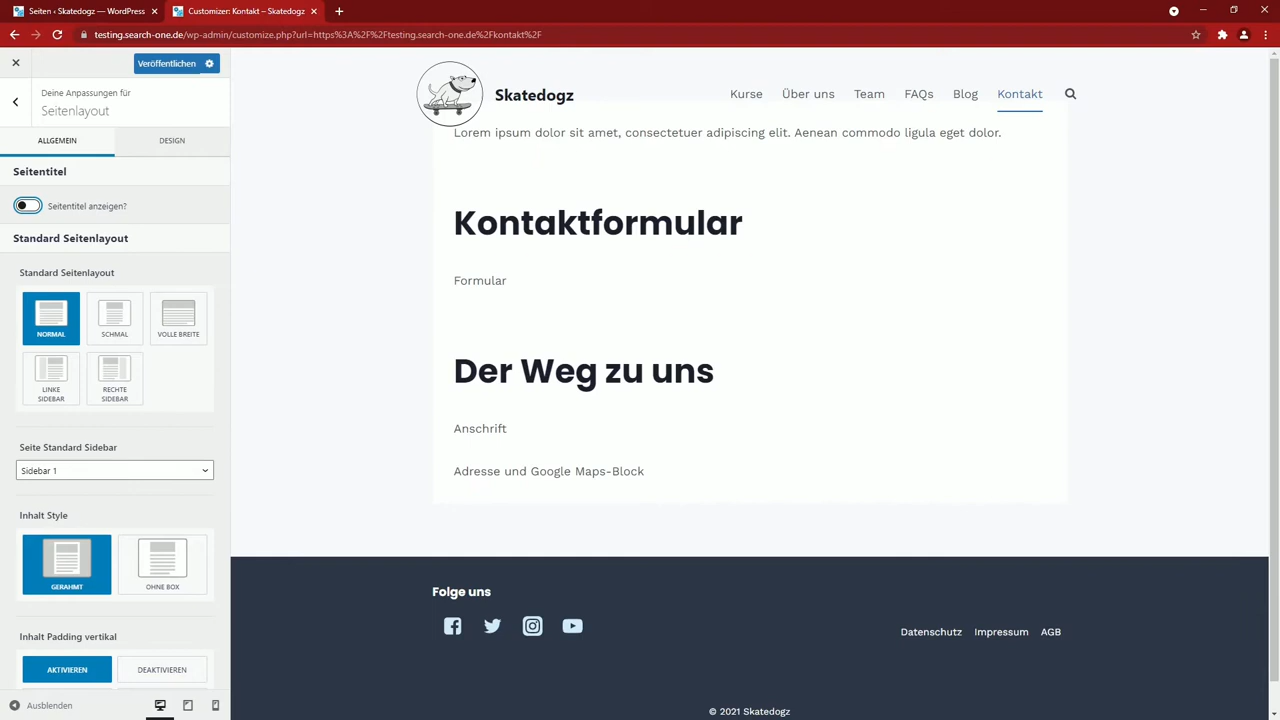 Seiten ‹ Skatedogz — WordPress
Customizer: Kontakt – Skatedogz
testing.search-one.de/wp-admin/customize.php?url=https%3A%2F%2Ftesting.search-one.de%2Fkontakt%2F
Veröffentlichen
Deine Anpassungen für
Seitenlayout
ALLGEMEIN
DESIGN
Seitentitel
Seitentitel anzeigen?
Standard Seitenlayout
Standard Seitenlayout
NORMAL
SCHMAL
VOLLE BREITE
LINKE
SIDEBAR
RECHTE
SIDEBAR
Seite Standard Sidebar
Sidebar 1
Inhalt Style
GERAHMT
OHNE BOX
Inhalt Padding vertikal
AKTIVIEREN
DEAKTIVIEREN
Ausblenden
Skatedogz
Kurse
Über uns
Team
FAQs
Blog
Kontakt
Lorem ipsum dolor sit amet, consectetuer adipiscing elit. Aenean commodo ligula eget dolor.
Kontaktformular
Formular
Der Weg zu uns
Anschrift
Adresse und Google Maps-Block
Folge uns
Datenschutz
Impressum
AGB
© 2021 Skatedogz